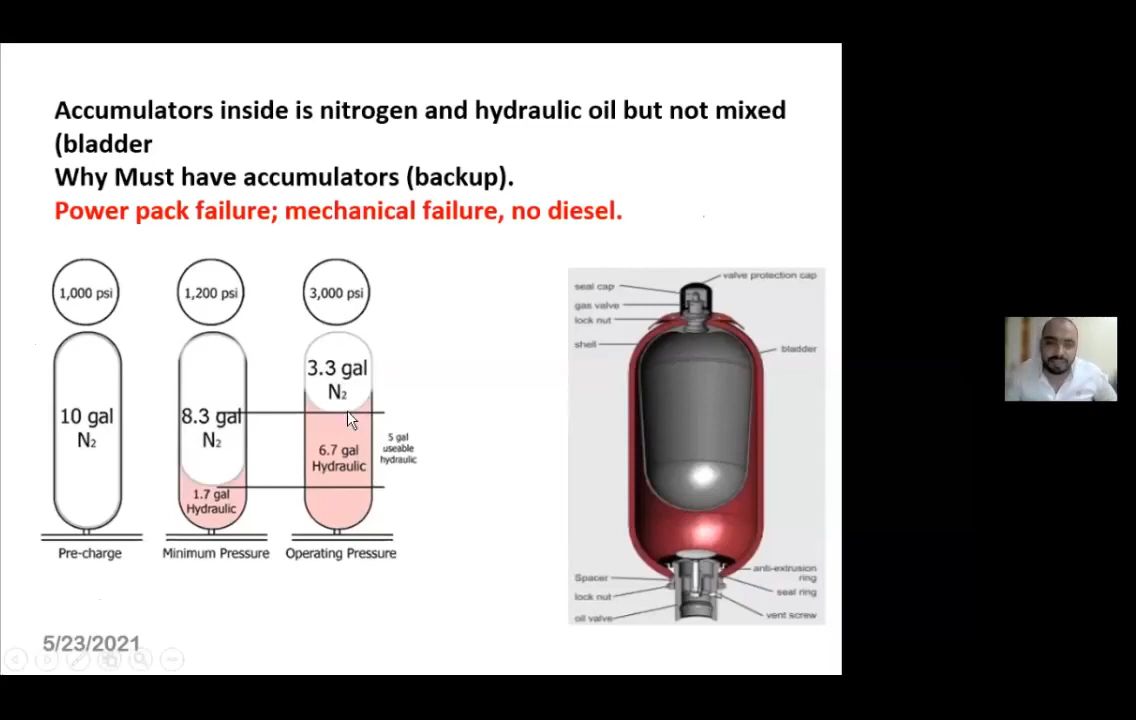 Accumulators inside is nitrogen and hydraulic oil but not mixed
(bladder
Why Must have accumulators (backup).
Power pack failure; mechanical failure, no diesel.
1,000 psi
1,200 psi
3,000 psi
10 gal
N₂
8.3 gal
N₂
3.3 gal
N₂
1.7 gal
Hydraulic
6.7 gal
Hydraulic
5 gal
useable
hydraulic
Pre-charge
Minimum Pressure
Operating Pressure
valve protection cap
seal cap
gas valve
lock nut
shell
bladder
Spacer
lock nut
oil valve
anti-extrusion
ring
seal ring
vent screw
5/23/2021